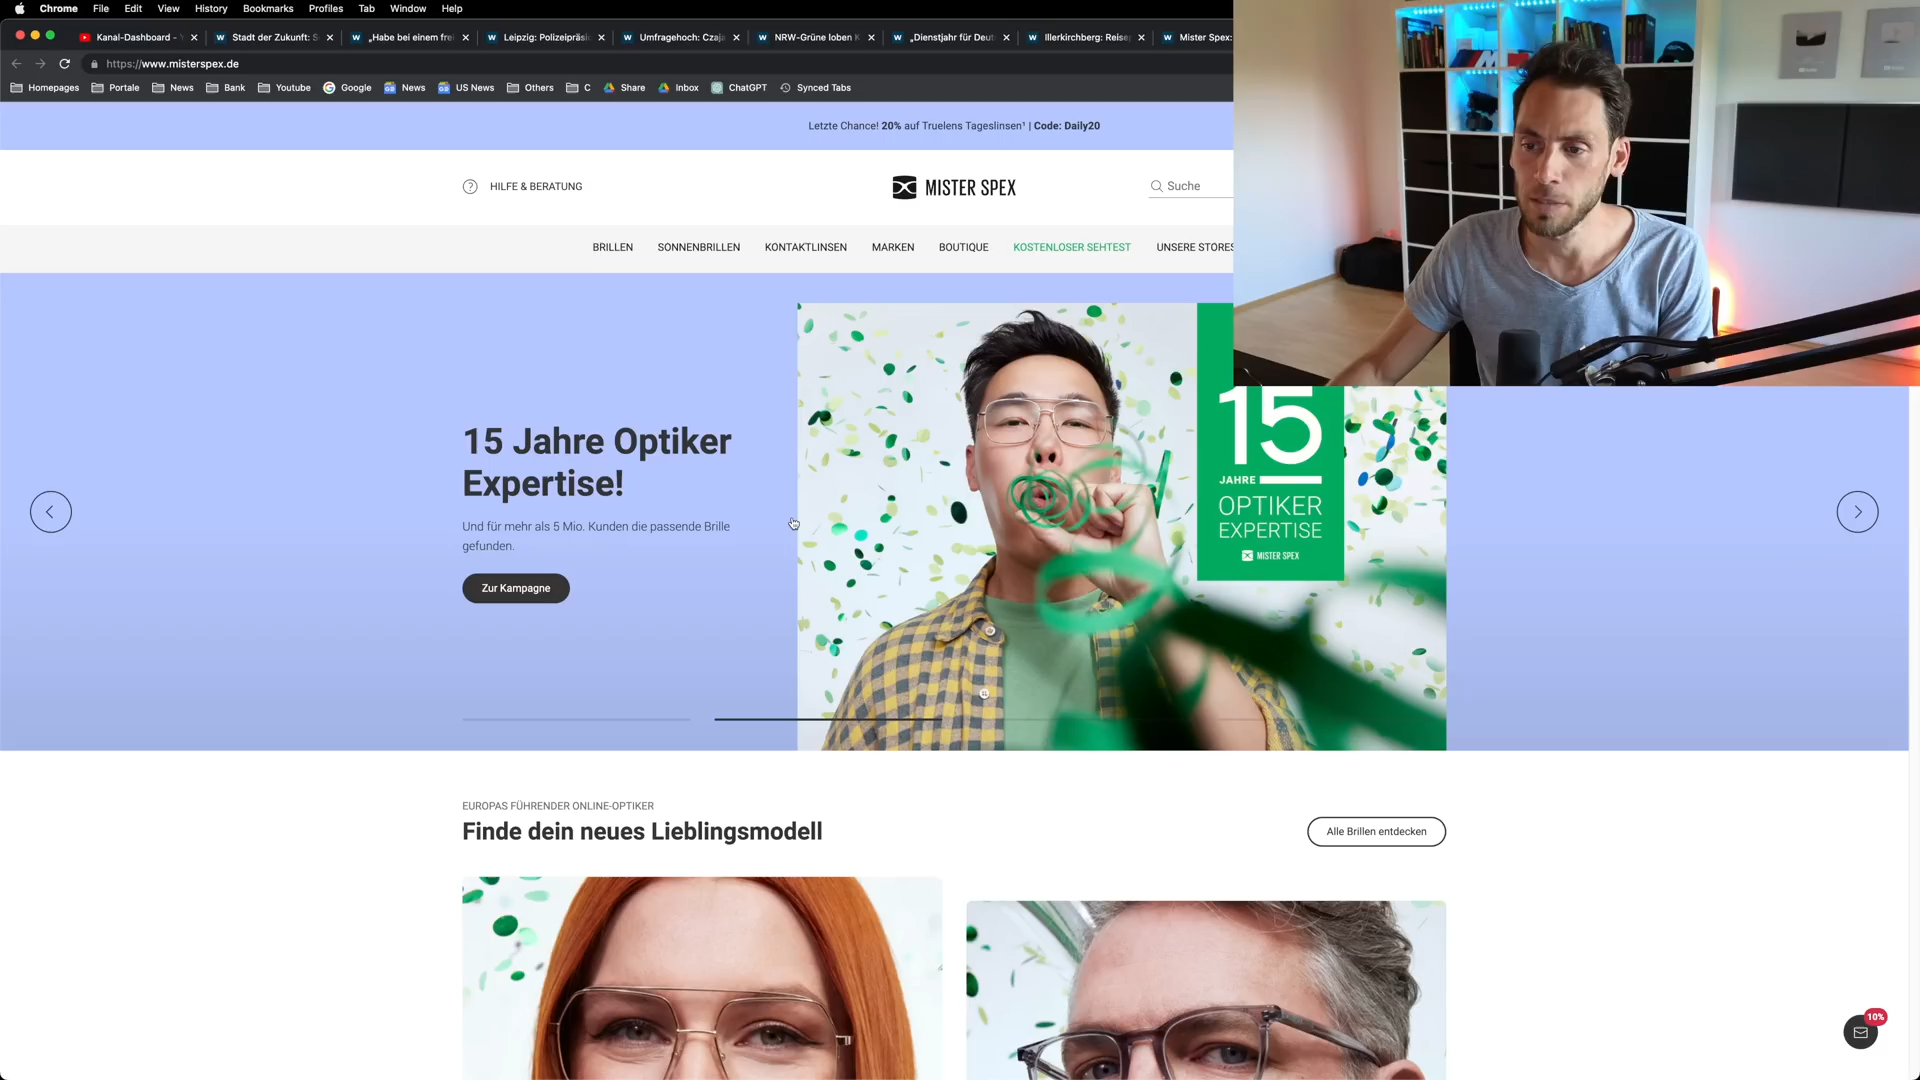 Chrome File Edit View History Bookmarks Profiles Tab Window Help
Kanal-Dashboard - Stadt der Zukunft: „Habe bei einem Leipzig: Umfragehoch: NRW-Grüne loben „Dienstjahr für Illerkirchberg: Mister Spex:
https://www.misterspex.de
Homepages Portale News Bank Youtube Google News US News Others C Share Inbox ChatGPT Synced Tabs
Letzte Chance! 20% auf Truelens Tageslinsen¹ | Code: Daily20
? HILFE & BERATUNG
MISTER SPEX
Suche
BRILLEN SONNENBRILLEN KONTAKTLINSEN MARKEN BOUTIQUE KOSTENLOSER SEHTEST UNSERE STORES
15 Jahre Optiker
Expertise!
Und für mehr als 5 Mio. Kunden die passende Brille
gefunden.
Zur Kampagne
15
JAHRE
OPTIKER
EXPERTISE
MISTER SPEX
EUROPAS FÜHRENDER ONLINE-OPTIKER
Finde dein neues Lieblingsmodell
Alle Brillen entdecken
10%